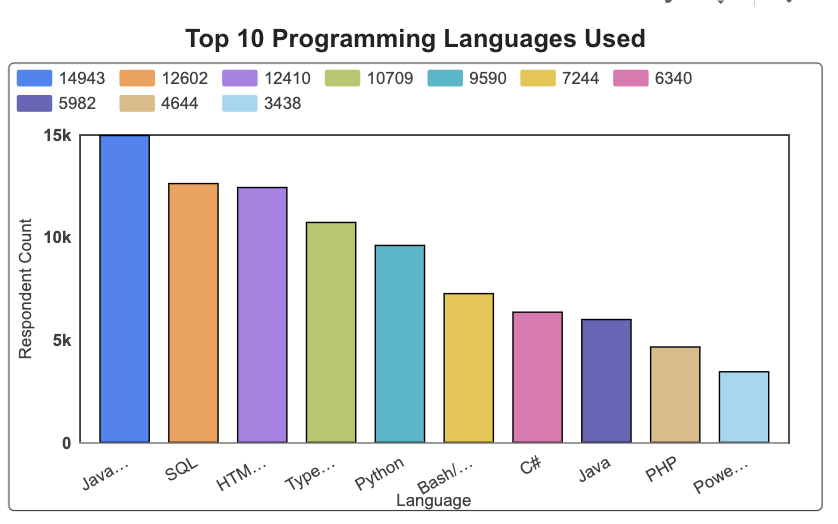 Top 10 Programming Languages Used
14943 12602 12410 10709 9590 7244 6340
5982 4644 3438
15k
10k
5k
0
Respondent Count
Java… SQL HTM… Type… Python Bash/… C# Java PHP Powe…
Language